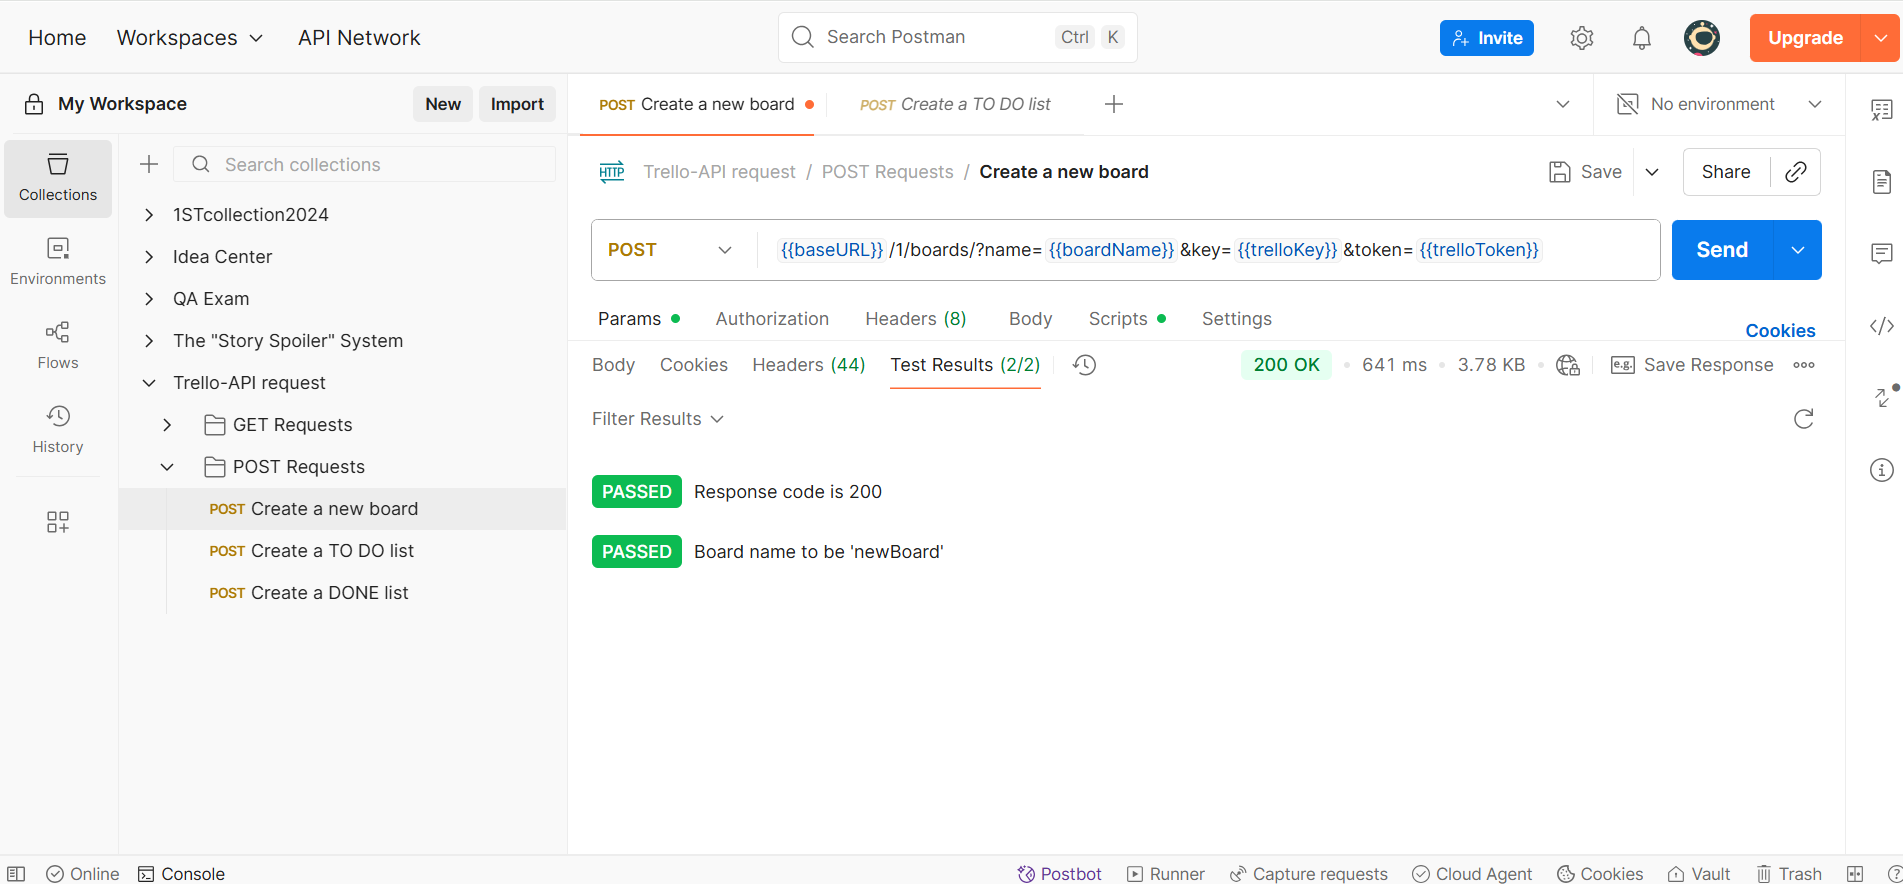 Home Workspaces API Network Search Postman Ctrl K Invite Upgrade
My Workspace New Import POST Create a new board POST Create a TO DO list No environment
Collections
Environments
Flows
History
Search collections
1STcollection2024
Idea Center
QA Exam
The "Story Spoiler" System
Trello-API request
GET Requests
POST Requests
POST Create a new board
POST Create a TO DO list
POST Create a DONE list
HTTP Trello-API request / POST Requests / Create a new board Save Share
POST {{baseURL}} /1/boards/?name= {{boardName}} &key= {{trelloKey}} &token= {{trelloToken}} Send
Params Authorization Headers (8) Body Scripts Settings Cookies
Body Cookies Headers (44) Test Results (2/2) 200 OK 641 ms 3.78 KB e.g. Save Response
Filter Results
PASSED Response code is 200
PASSED Board name to be 'newBoard'
Online Console Postbot Runner Capture requests Cloud Agent Cookies Vault Trash